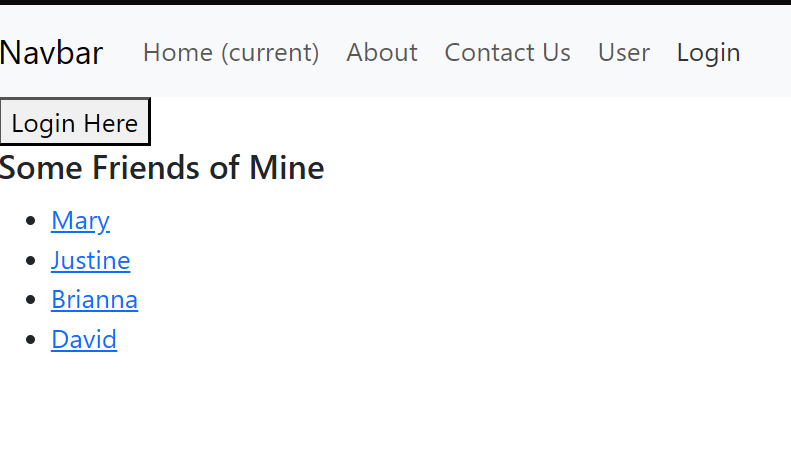 Navbar Home (current) About Contact Us User Login
Login Here
Some Friends of Mine
Mary
Justine
Brianna
David